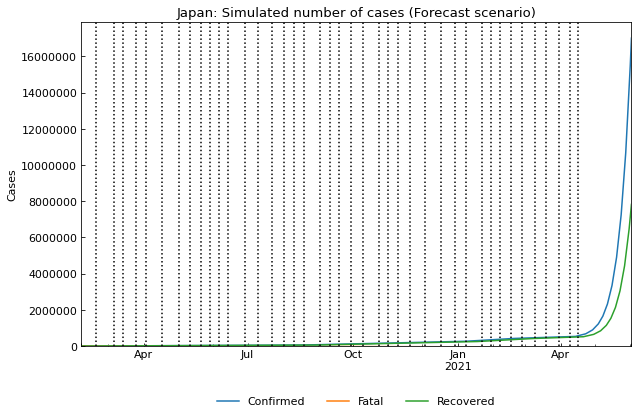 Japan: Simulated number of cases (Forecast scenario)
16000000
14000000
12000000
10000000
8000000
6000000
4000000
2000000
0
Cases
Apr Jul Oct Jan Apr
2021
Confirmed Fatal Recovered